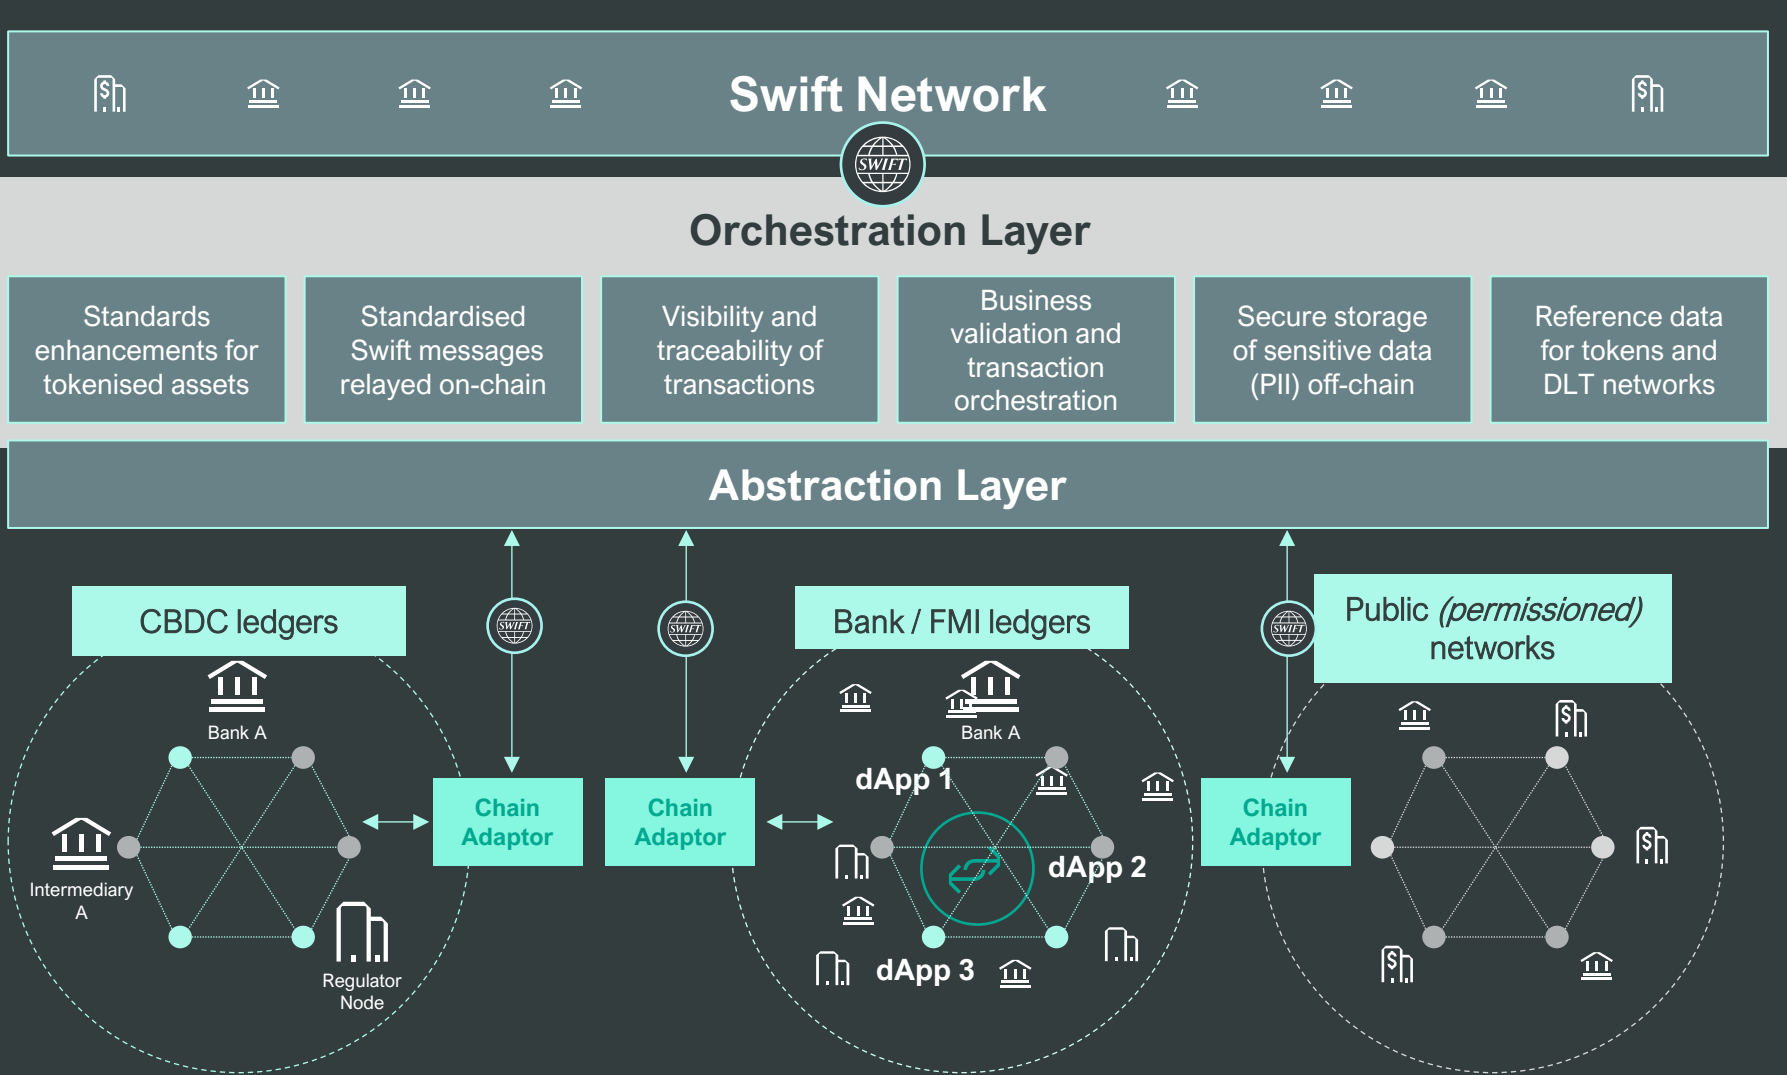 Swift Network
SWIFT
Orchestration Layer
Standards
enhancements for
tokenised assets
Standardised
Swift messages
relayed on-chain
Visibility and
traceability of
transactions
Business
validation and
transaction
orchestration
Secure storage
of sensitive data
(PII) off-chain
Reference data
for tokens and
DLT networks
Abstraction Layer
CBDC ledgers
SWIFT
SWIFT
Bank / FMI ledgers
SWIFT
Public (permissioned)
networks
Bank A
Intermediary
A
Regulator
Node
Chain
Adaptor
Chain
Adaptor
Bank A
dApp 1
dApp 2
dApp 3
Chain
Adaptor